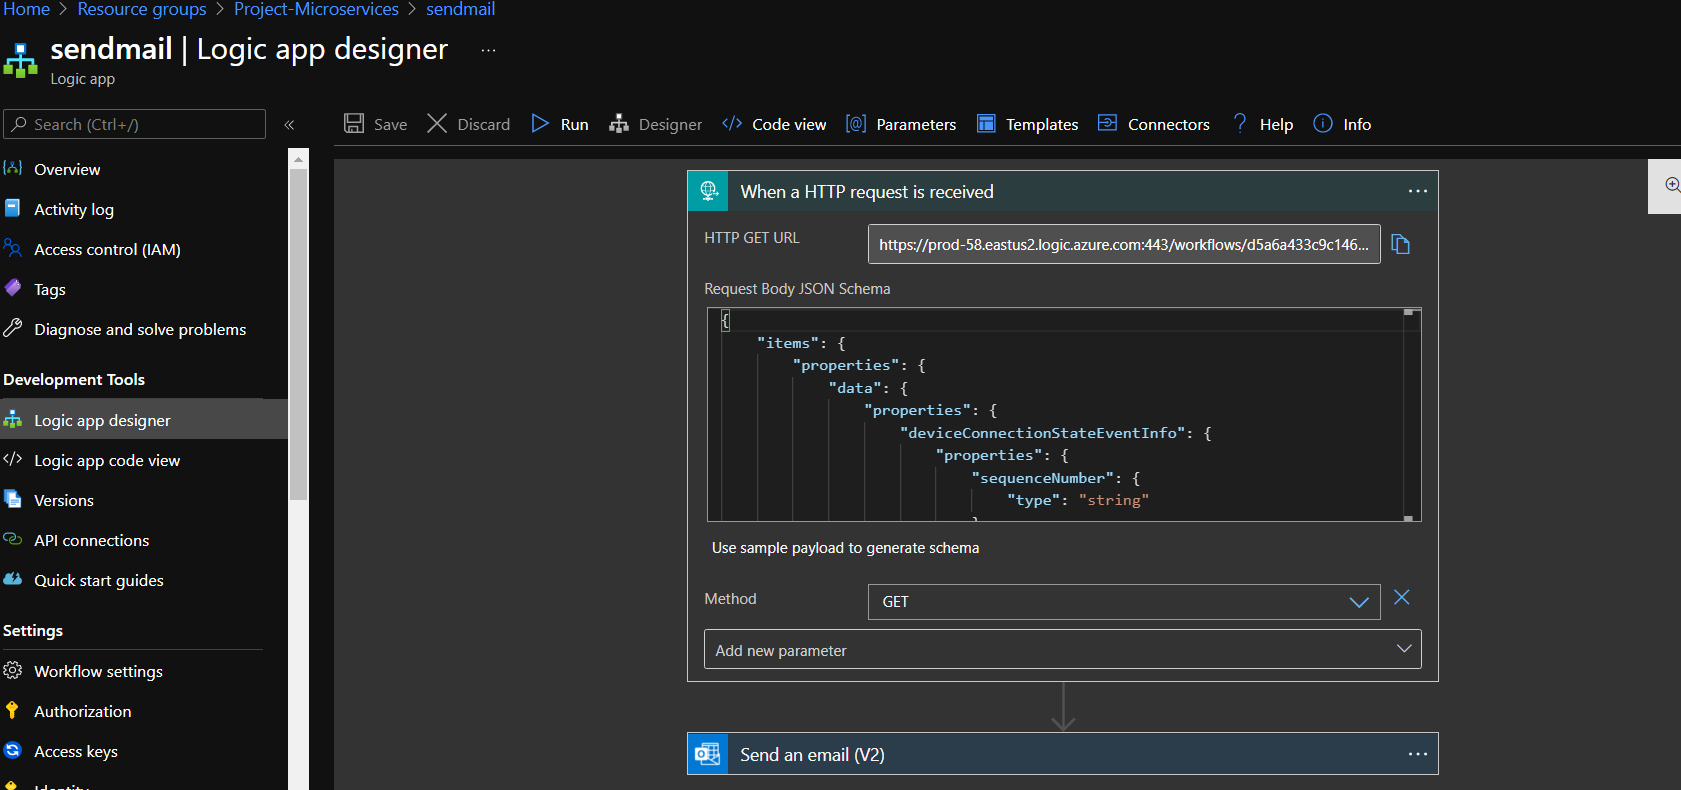 Home > Resource groups > Project-Microservices > sendmail
sendmail | Logic app designer ...
Logic app
Search (Ctrl+/)
«
Overview
Activity log
Access control (IAM)
Tags
Diagnose and solve problems
Development Tools
Logic app designer
Logic app code view
Versions
API connections
Quick start guides
Settings
Workflow settings
Authorization
Access keys
Identity
Save Discard Run Designer Code view Parameters Templates Connectors Help Info
When a HTTP request is received ...
HTTP GET URL https://prod-58.eastus2.logic.azure.com:443/workflows/d5a6a433c9c146...
Request Body JSON Schema
{
"items": {
"properties": {
"data": {
"properties": {
"deviceConnectionStateEventInfo": {
"properties": {
"sequenceNumber": {
"type": "string"
}
Use sample payload to generate schema
Method GET
Add new parameter
Send an email (V2) ...